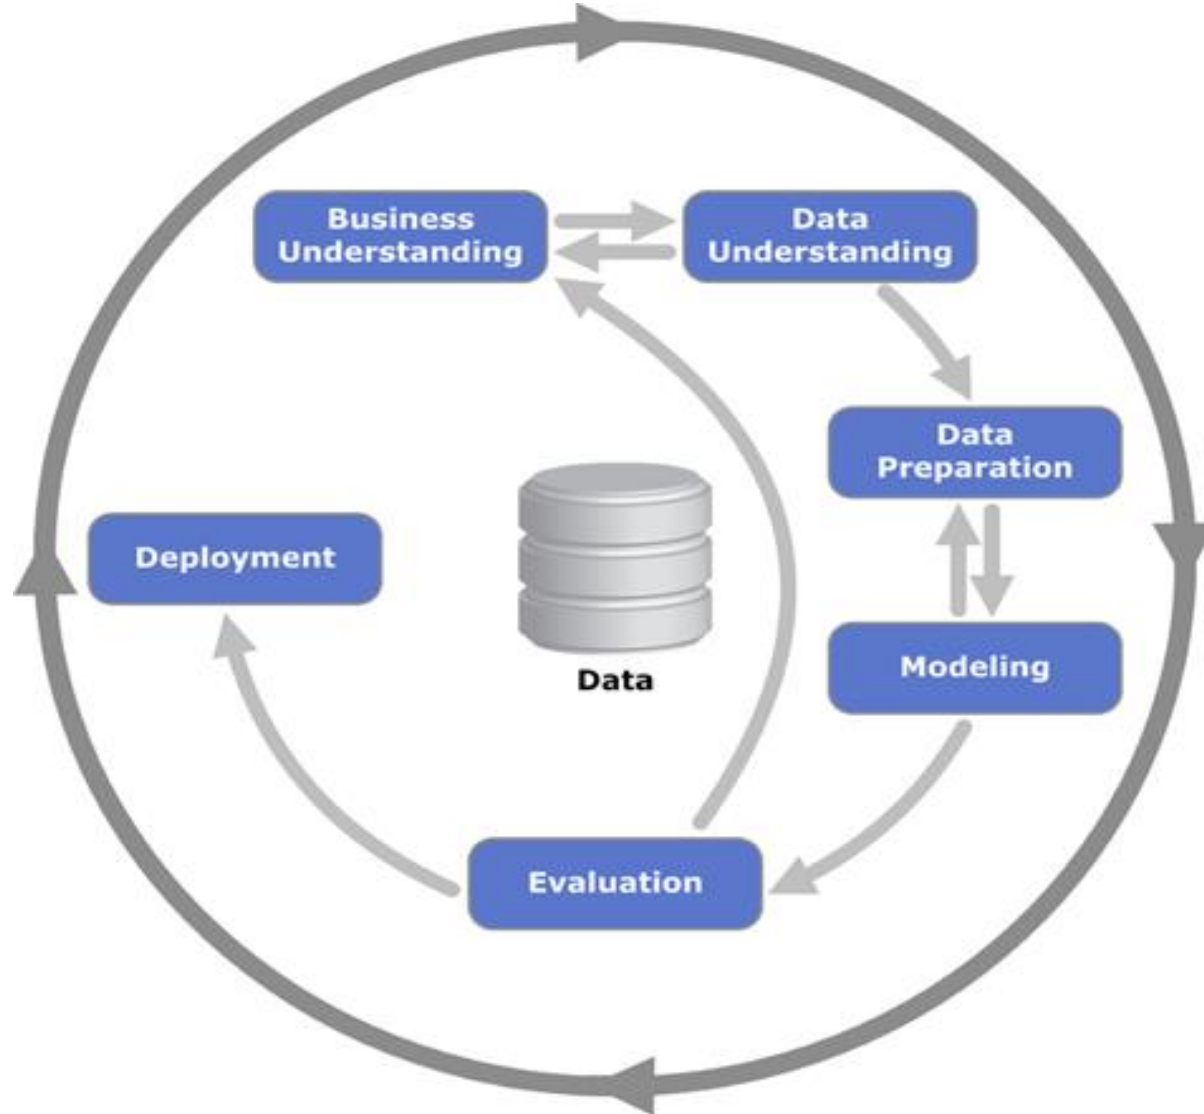 Business
Understanding
Data
Understanding
Data
Preparation
Deployment
Data
Modeling
Evaluation